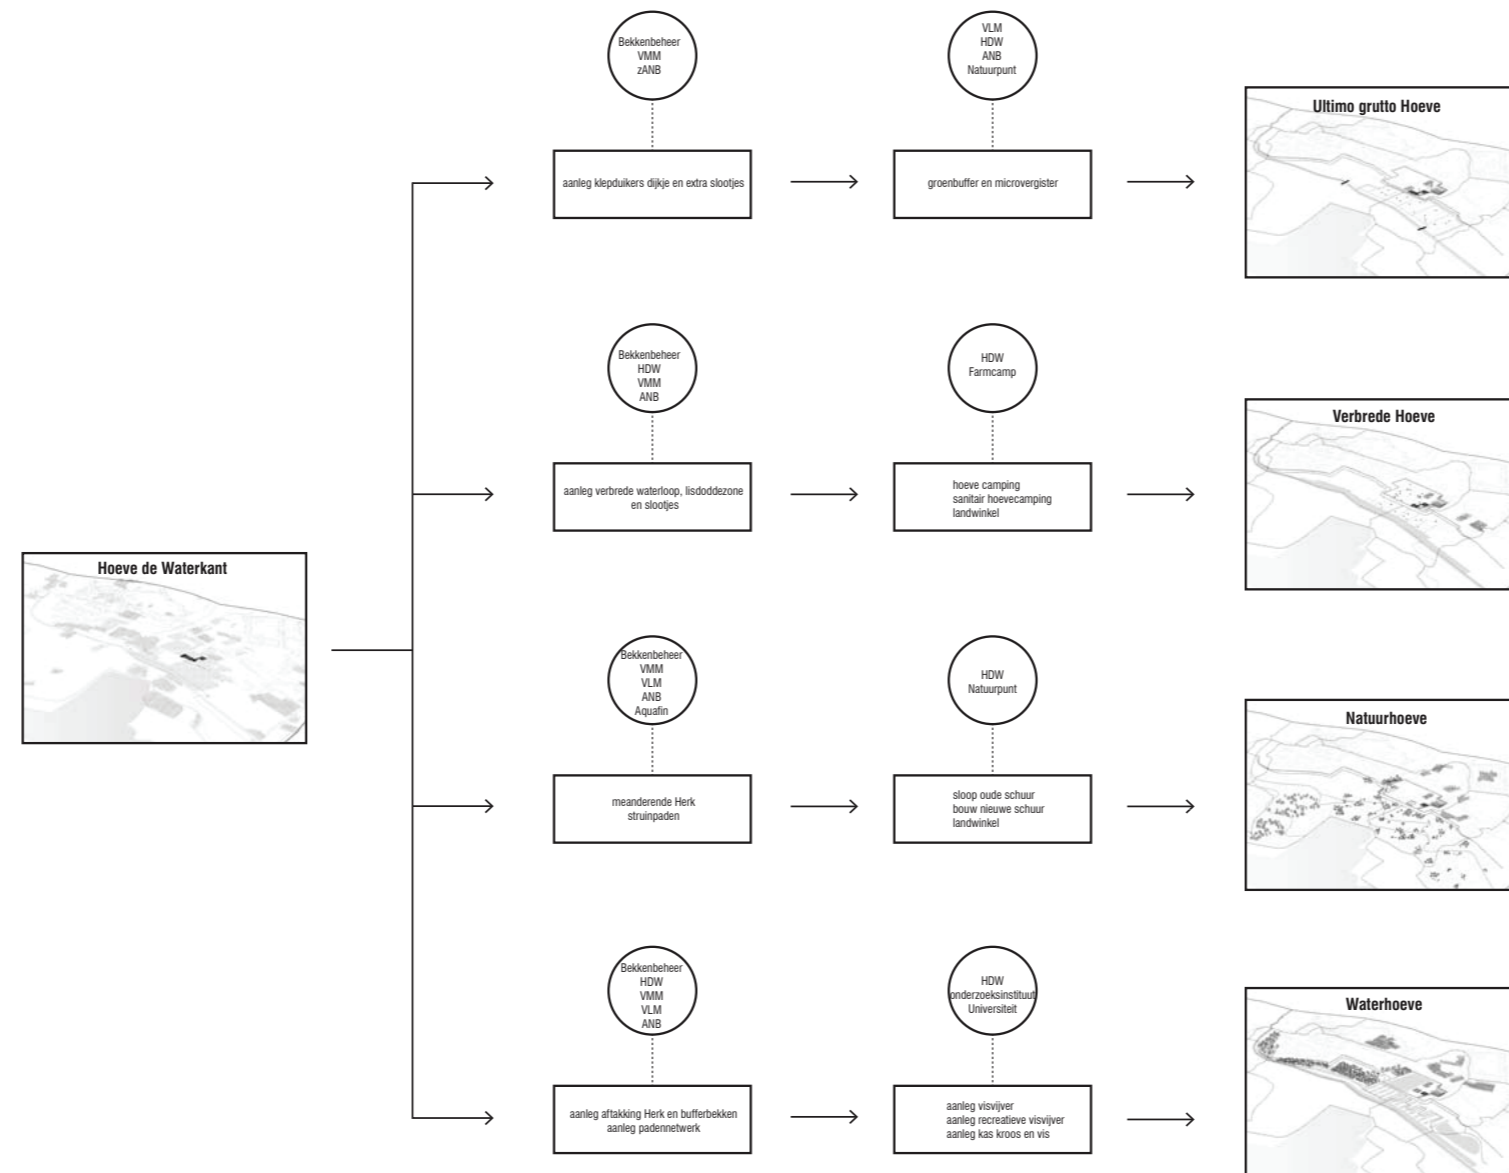 Hoeve de Waterkant
Bekkenbeheer
VMM
zANB
aanleg klepduikers dijkje en extra slootjes
VLM
HDW
ANB
Natuurpunt
groenbuffer en microvergister
Ultimo grutto Hoeve
Bekkenbeheer
HDW
VMM
ANB
aanleg verbrede waterloop, lisdoddezone
en slootjes
HDW
Farmcamp
hoeve camping
sanitair hoevecamping
landwinkel
Verbrede Hoeve
Bekkenbeheer
VMM
VLM
ANB
Aquafin
meanderende Herk
struinpaden
HDW
Natuurpunt
sloop oude schuur
bouw nieuwe schuur
landwinkel
Natuurhoeve
Bekkenbeheer
HDW
VMM
VLM
ANB
aanleg aftakking Herk en bufferbekken
aanleg padennetwerk
HDW
onderzoeksinstituut
Universiteit
aanleg visvijver
aanleg recreatieve visvijver
aanleg kas kroos en vis
Waterhoeve